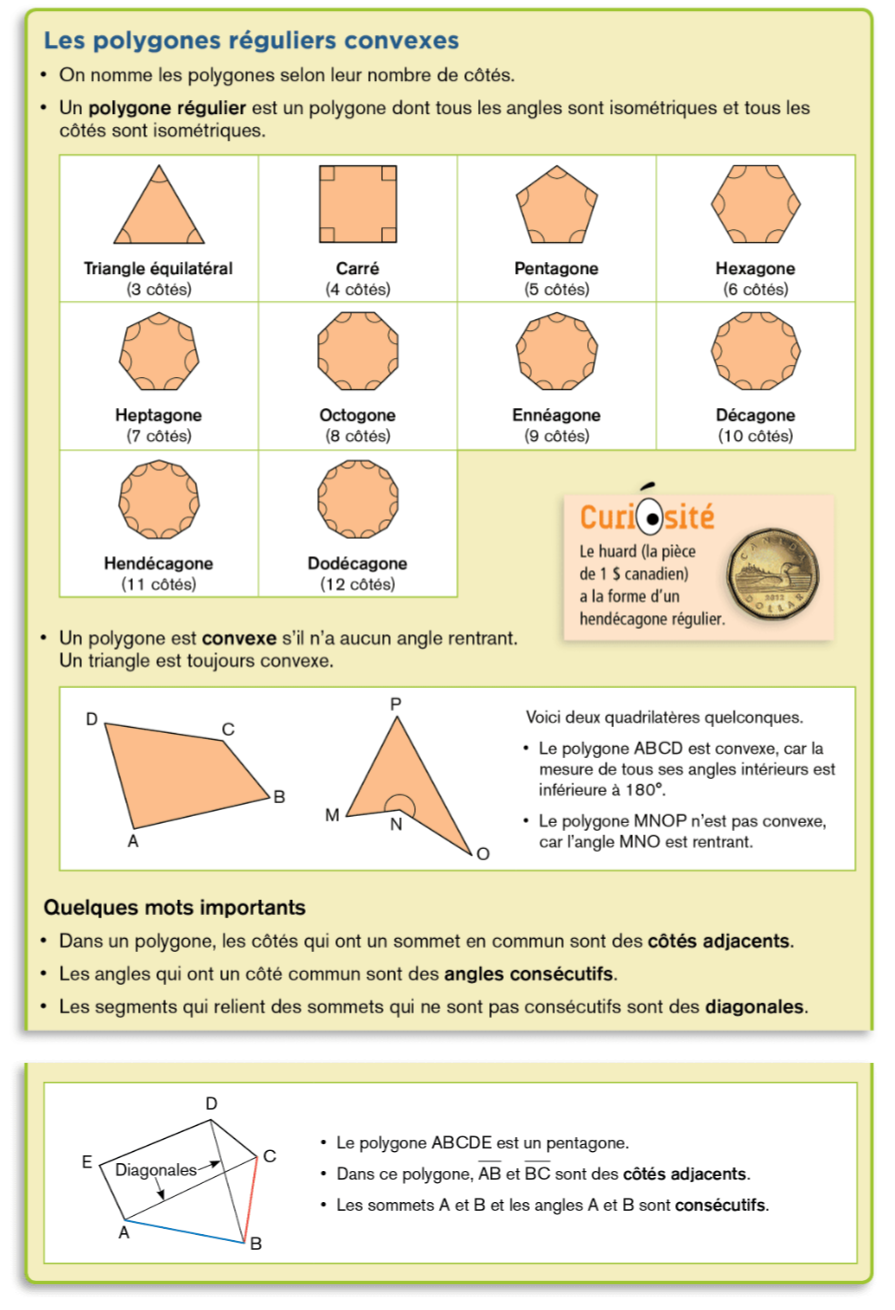 Les polygones réguliers convexes
• On nomme les polygones selon leur nombre de côtés.
• Un polygone régulier est un polygone dont tous les angles sont isométriques et tous les
côtés sont isométriques.
Triangle équilatéral
(3 côtés)
Carré
(4 côtés)
Pentagone
(5 côtés)
Hexagone
(6 côtés)
Heptagone
(7 côtés)
Octogone
(8 côtés)
Ennéagone
(9 côtés)
Décagone
(10 côtés)
Hendécagone
(11 côtés)
Dodécagone
(12 côtés)
Curiosité
Le huard (la pièce
de 1 $ canadien)
a la forme d'un
hendécagone régulier.
CANADA
2012
DOLLAR
• Un polygone est convexe s'il n'a aucun angle rentrant.
Un triangle est toujours convexe.
D
C
B
A
P
M
N
O
Voici deux quadrilatères quelconques.
• Le polygone ABCD est convexe, car la
mesure de tous ses angles intérieurs est
inférieure à 180°.
• Le polygone MNOP n'est pas convexe,
car l'angle MNO est rentrant.
Quelques mots importants
• Dans un polygone, les côtés qui ont un sommet en commun sont des côtés adjacents.
• Les angles qui ont un côté commun sont des angles consécutifs.
• Les segments qui relient des sommets qui ne sont pas consécutifs sont des diagonales.
D
E
Diagonales
C
A
B
• Le polygone ABCDE est un pentagone.
• Dans ce polygone, A̅B̅ et B̅C̅ sont des côtés adjacents.
• Les sommets A et B et les angles A et B sont consécutifs.